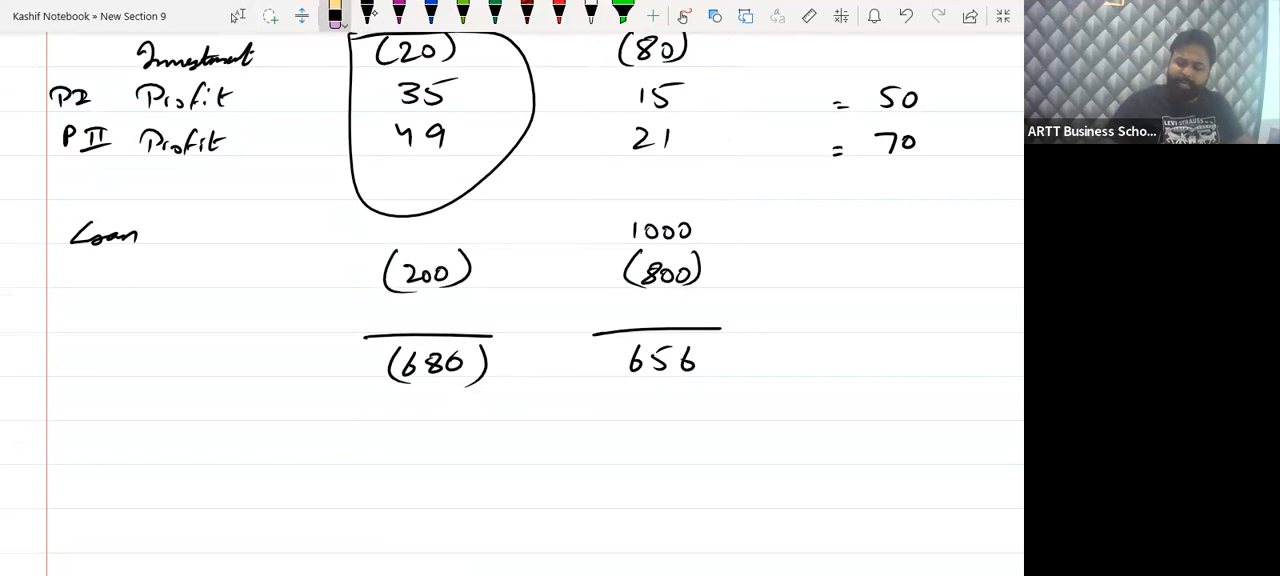 Kashif Notebook » New Section 9
Investment (20) (80)
PI Profit 35 15 = 50
PII Profit 49 21 = 70
Loan 1000
(200) (800)
(680) 656
ARTT Business Scho...